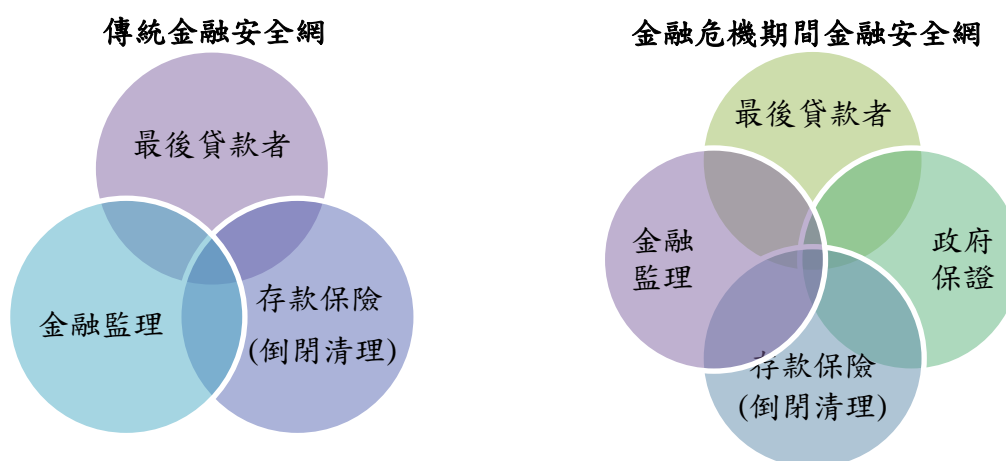 傳統金融安全網
最後貸款者
金融監理
存款保險
(倒閉清理)
金融危機期間金融安全網
最後貸款者
金融
監理
政府
保證
存款保險
(倒閉清理)